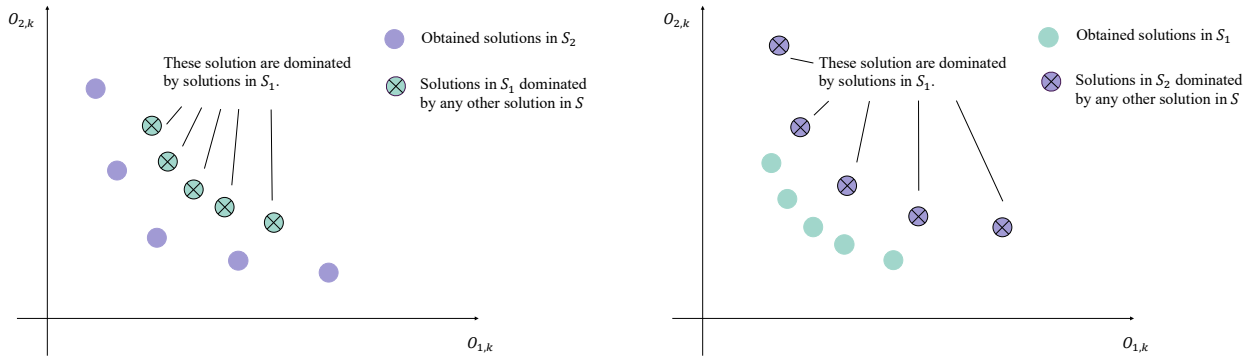 O₂,ₖ
Obtained solutions in S₂
These solution are dominated
by solutions in S₁.
Solutions in S₁ dominated
by any other solution in S
O₁,ₖ
O₂,ₖ
Obtained solutions in S₁
These solution are dominated
by solutions in S₁.
Solutions in S₂ dominated
by any other solution in S
O₁,ₖ